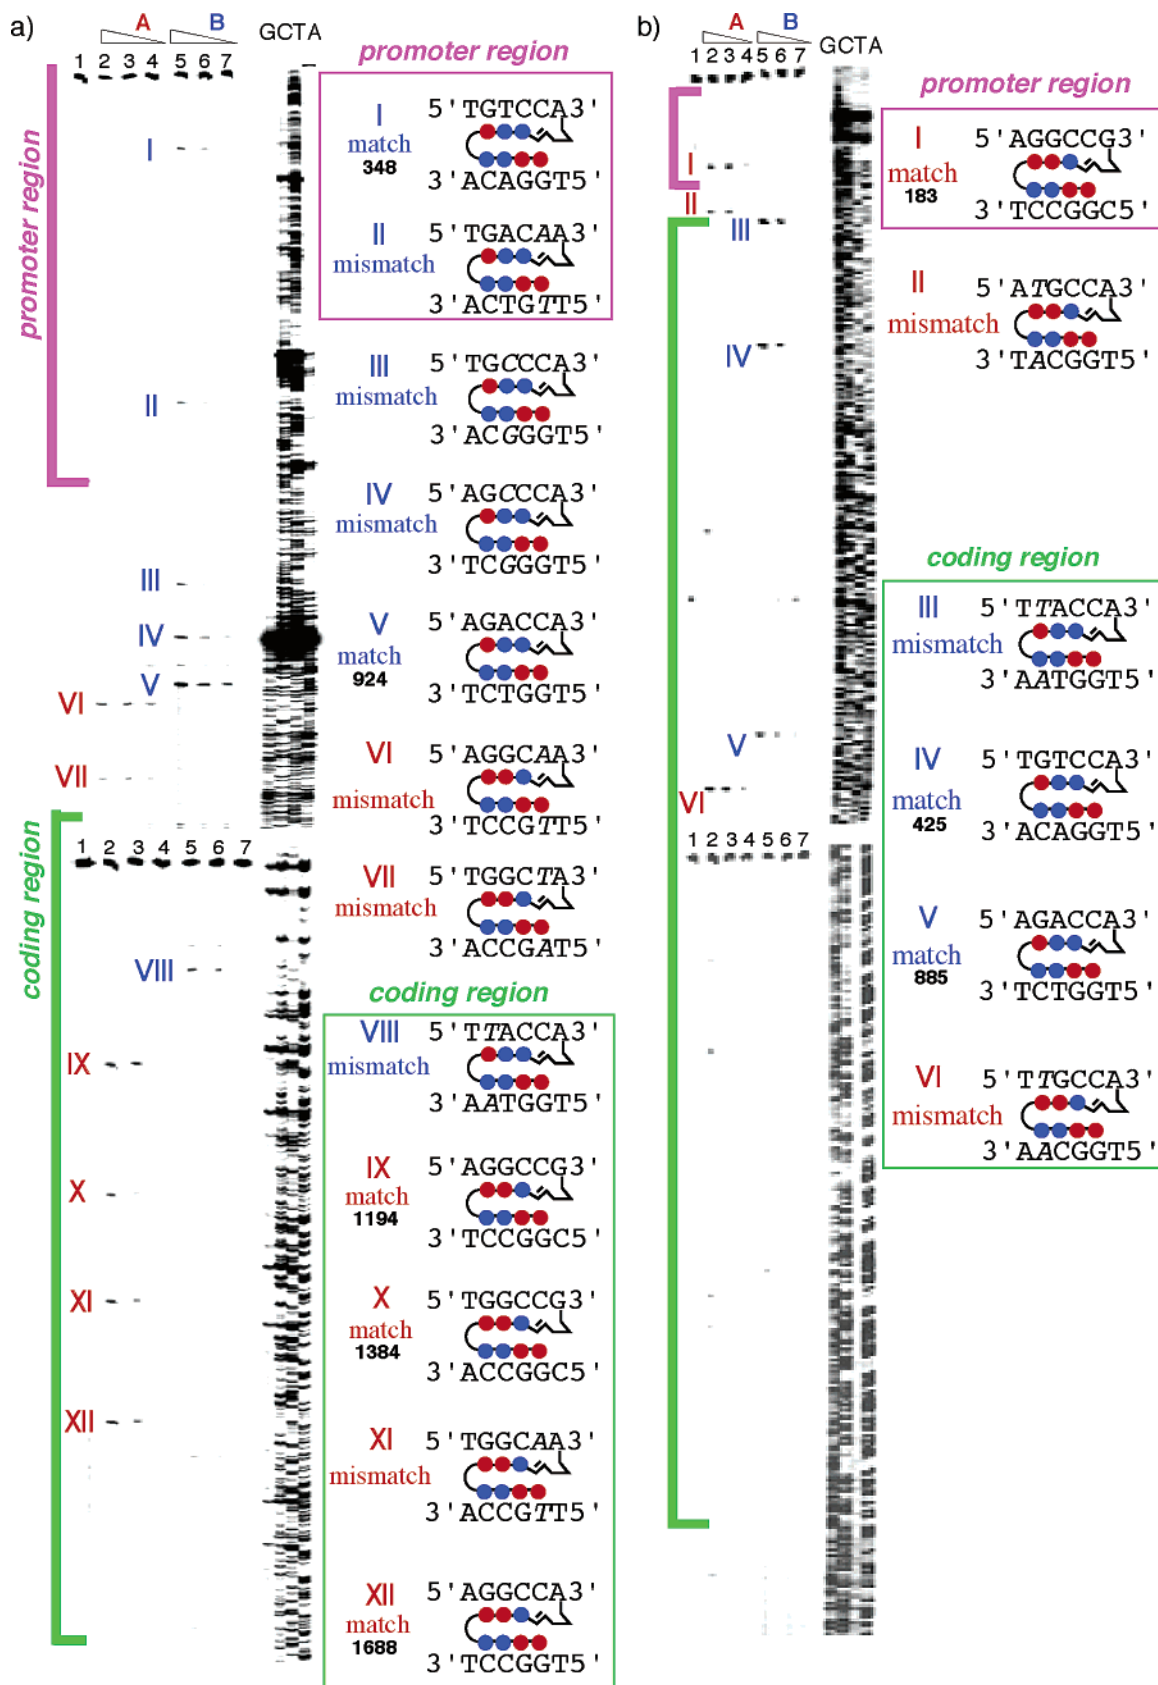 a)
A
B
GCTA
1 2 3 4 5 6 7
promoter region
promoter region
I
II
III
IV
V
VI
VII
coding region
1 2 3 4 5 6 7
VIII
IX
X
XI
XII
I
match
348
5'TGTCCA3'
3'ACAGGT5'
II
mismatch
5'TGACAA3'
3'ACTGTT5'
III
mismatch
5'TGCCCA3'
3'ACGGGT5'
IV
mismatch
5'AGCCCA3'
3'TCGGGT5'
V
match
924
5'AGACCA3'
3'TCTGGT5'
VI
mismatch
5'AGGCAA3'
3'TCCGTT5'
VII
mismatch
5'TGGCTA3'
3'ACCGAT5'
coding region
VIII
mismatch
5'TTACCA3'
3'AATGGT5'
IX
match
1194
5'AGGCCG3'
3'TCCGGC5'
X
match
1384
5'TGGCCG3'
3'ACCGGC5'
XI
mismatch
5'TGGCAA3'
3'ACCGTT5'
XII
match
1688
5'AGGCCA3'
3'TCCGGT5'
b)
A
B
GCTA
1 2 3 4 5 6 7
I
II
III
IV
V
VI
1 2 3 4 5 6 7
promoter region
I
match
183
5'AGGCCG3'
3'TCCGGC5'
II
mismatch
5'ATGCCA3'
3'TACGGT5'
coding region
III
mismatch
5'TTACCA3'
3'AATGGT5'
IV
match
425
5'TGTCCA3'
3'ACAGGT5'
V
match
885
5'AGACCA3'
3'TCTGGT5'
VI
mismatch
5'TTGCCA3'
3'AACGGT5'